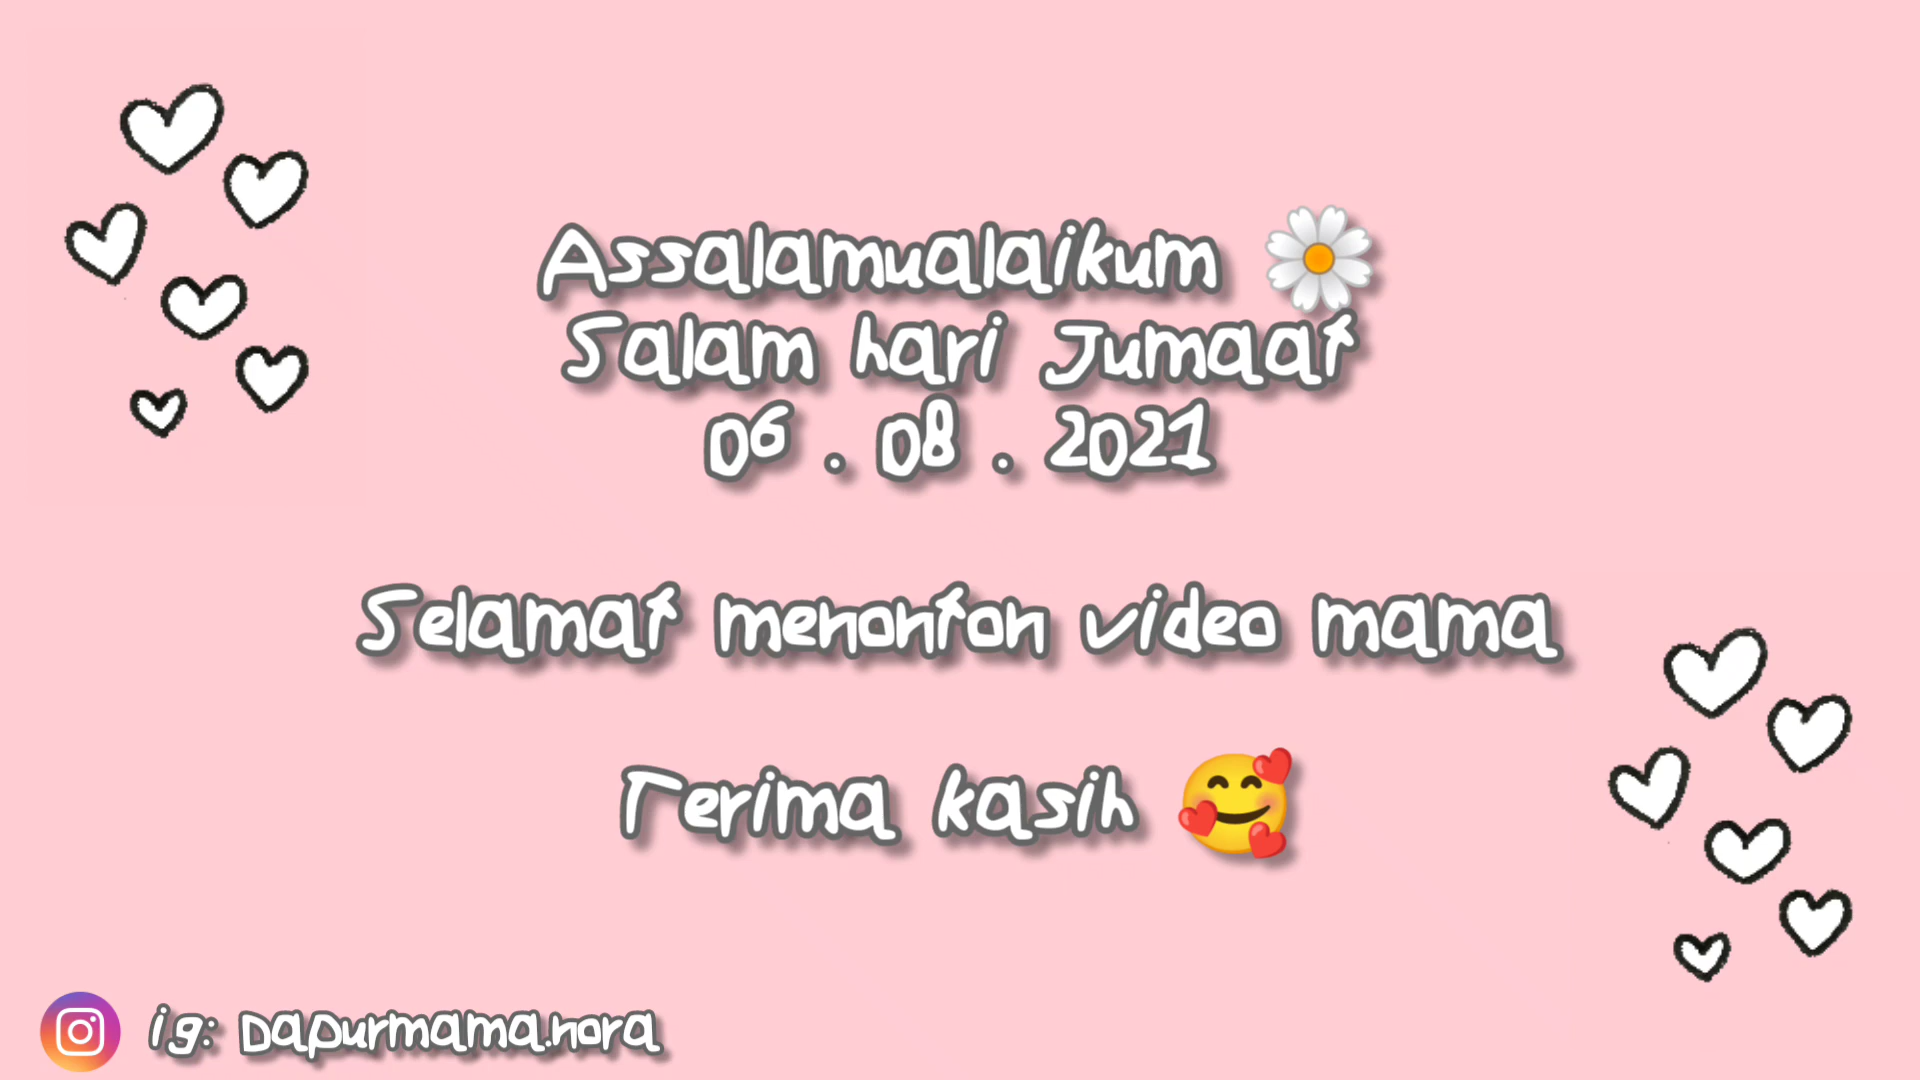 Assalamualaikum 🌼
Salam hari Jumaat
06 . 08 . 2021
Selamat menonton video mama
Terima kasih 🥰
ig: Dapurmama.nora